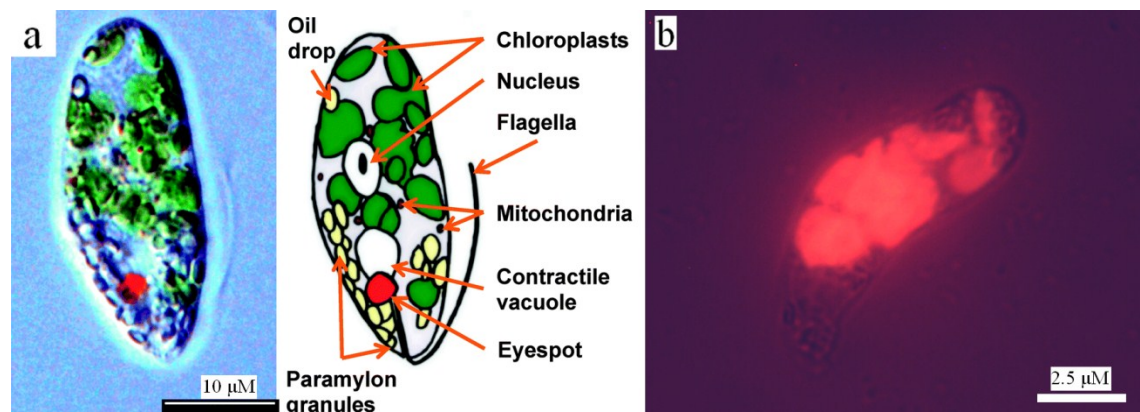 a
Oil
drop
Chloroplasts
Nucleus
Flagella
Mitochondria
Contractile
vacuole
Eyespot
Paramylon
granules
10 µM
b
2.5 µM